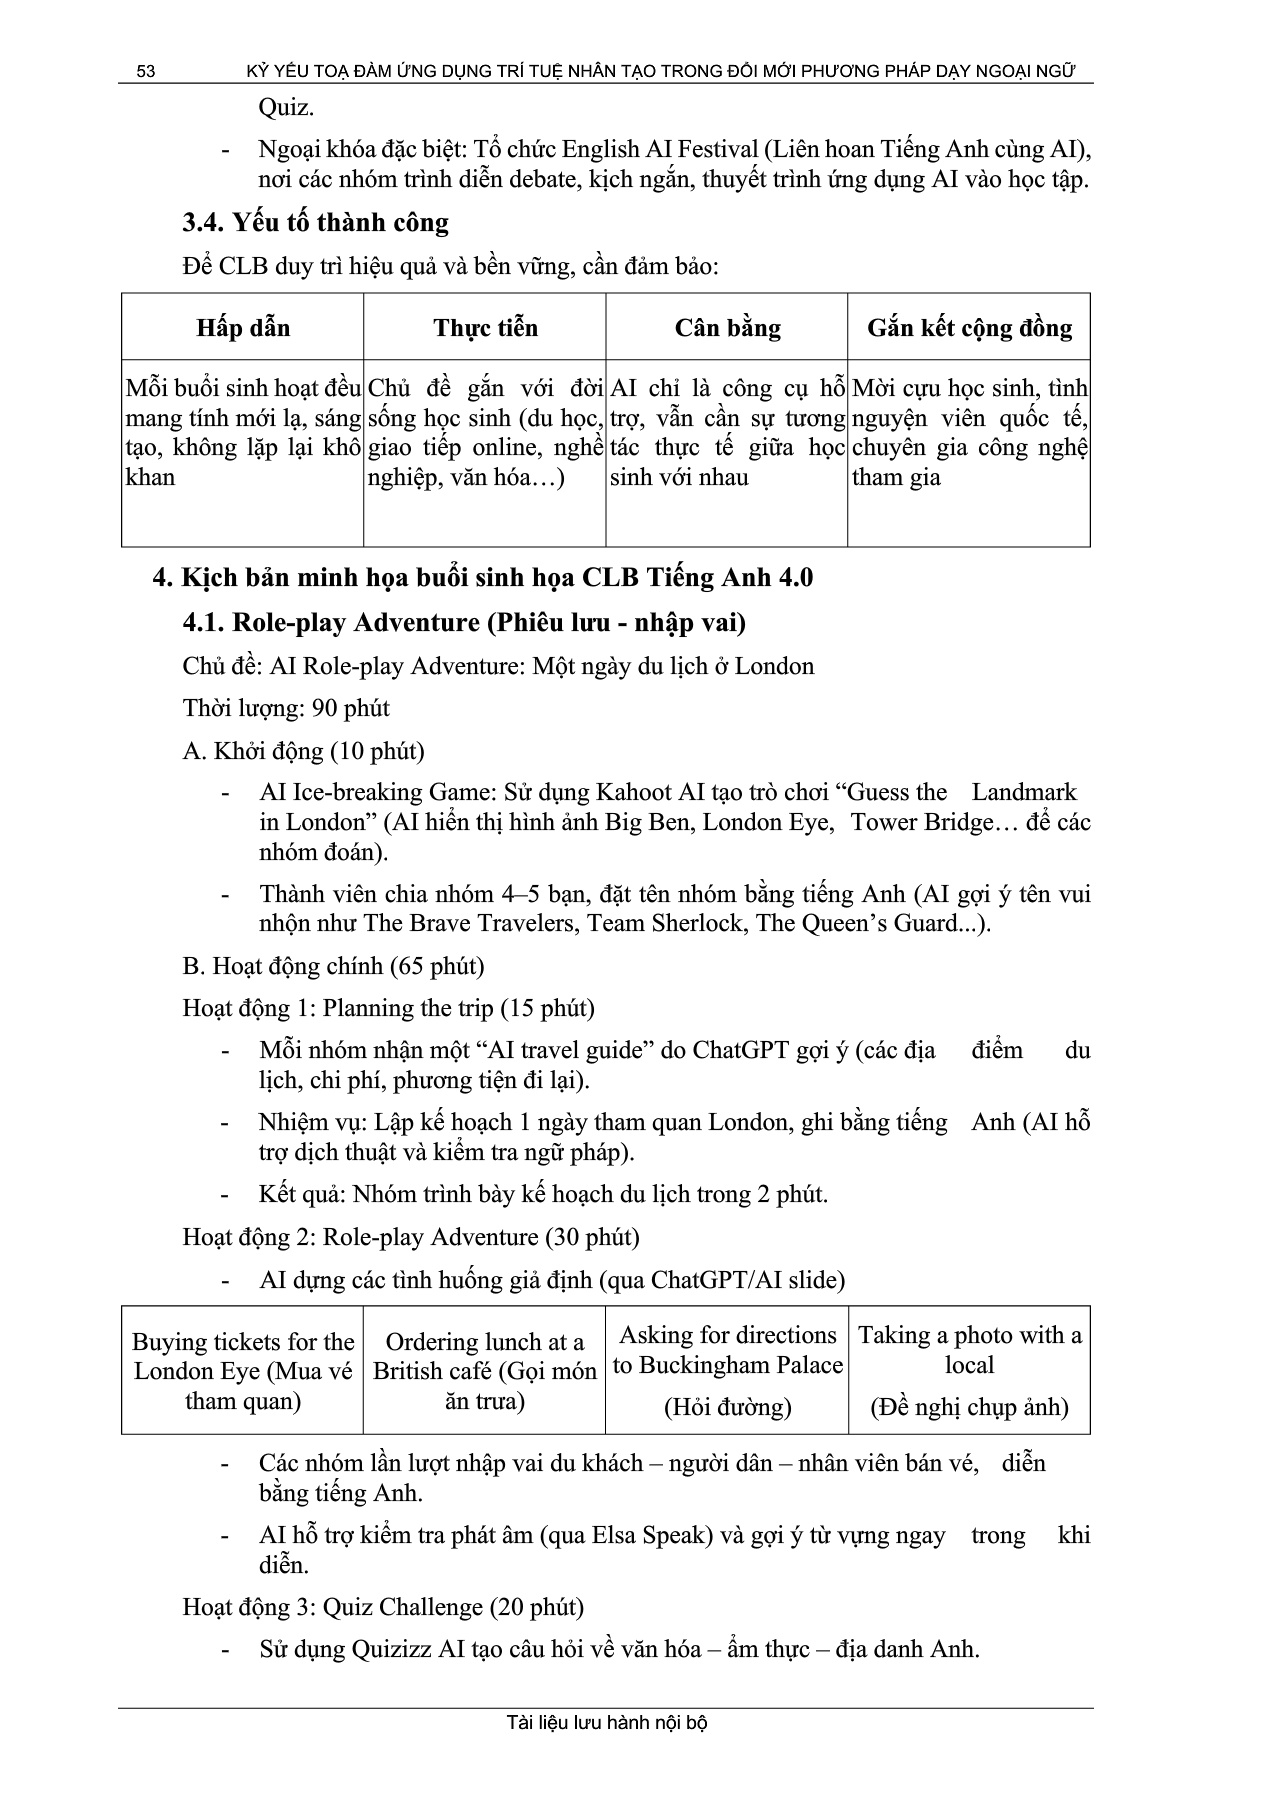 53 KỶ YẾU TOẠ ĐÀM ỨNG DỤNG TRÍ TUỆ NHÂN TẠO TRONG ĐỔI MỚI PHƯƠNG PHÁP DẠY NGOẠI NGỮ
Quiz.
- Ngoại khóa đặc biệt: Tổ chức English AI Festival (Liên hoan Tiếng Anh cùng AI),
nơi các nhóm trình diễn debate, kịch ngắn, thuyết trình ứng dụng AI vào học tập.
3.4. Yếu tố thành công
Để CLB duy trì hiệu quả và bền vững, cần đảm bảo:
Hấp dẫn
Mỗi buổi sinh hoạt đều
mang tính mới lạ, sáng
tạo, không lặp lại khô
khan
Thực tiễn
Chủ đề gắn với đời
sống học sinh (du học,
giao tiếp online, nghề
nghiệp, văn hóa…)
Cân bằng
AI chỉ là công cụ hỗ
trợ, vẫn cần sự tương
tác thực tế giữa học
sinh với nhau
Gắn kết cộng đồng
Mời cựu học sinh, tình
nguyện viên quốc tế,
chuyên gia công nghệ
tham gia
4. Kịch bản minh họa buổi sinh họa CLB Tiếng Anh 4.0
4.1. Role-play Adventure (Phiêu lưu - nhập vai)
Chủ đề: AI Role-play Adventure: Một ngày du lịch ở London
Thời lượng: 90 phút
A. Khởi động (10 phút)
- AI Ice-breaking Game: Sử dụng Kahoot AI tạo trò chơi “Guess the Landmark
in London” (AI hiển thị hình ảnh Big Ben, London Eye, Tower Bridge… để các
nhóm đoán).
- Thành viên chia nhóm 4–5 bạn, đặt tên nhóm bằng tiếng Anh (AI gợi ý tên vui
nhộn như The Brave Travelers, Team Sherlock, The Queen’s Guard...).
B. Hoạt động chính (65 phút)
Hoạt động 1: Planning the trip (15 phút)
- Mỗi nhóm nhận một “AI travel guide” do ChatGPT gợi ý (các địa điểm du
lịch, chi phí, phương tiện đi lại).
- Nhiệm vụ: Lập kế hoạch 1 ngày tham quan London, ghi bằng tiếng Anh (AI hỗ
trợ dịch thuật và kiểm tra ngữ pháp).
- Kết quả: Nhóm trình bày kế hoạch du lịch trong 2 phút.
Hoạt động 2: Role-play Adventure (30 phút)
- AI dựng các tình huống giả định (qua ChatGPT/AI slide)
Buying tickets for the
London Eye (Mua vé
tham quan)
Ordering lunch at a
British café (Gọi món
ăn trưa)
Asking for directions
to Buckingham Palace
(Hỏi đường)
Taking a photo with a
local
(Đề nghị chụp ảnh)
- Các nhóm lần lượt nhập vai du khách – người dân – nhân viên bán vé, diễn
bằng tiếng Anh.
- AI hỗ trợ kiểm tra phát âm (qua Elsa Speak) và gợi ý từ vựng ngay trong khi
diễn.
Hoạt động 3: Quiz Challenge (20 phút)
- Sử dụng Quizizz AI tạo câu hỏi về văn hóa – ẩm thực – địa danh Anh.
Tài liệu lưu hành nội bộ